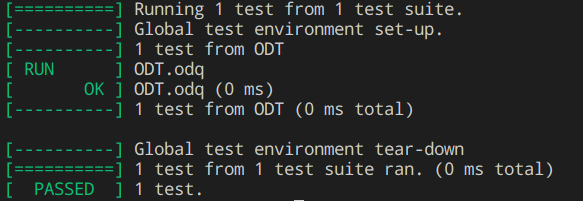 [==========] Running 1 test from 1 test suite.
[----------] Global test environment set-up.
[----------] 1 test from ODT
[ RUN      ] ODT.odq
[       OK ] ODT.odq (0 ms)
[----------] 1 test from ODT (0 ms total)
[----------] Global test environment tear-down
[==========] 1 test from 1 test suite ran. (0 ms total)
[  PASSED  ] 1 test.